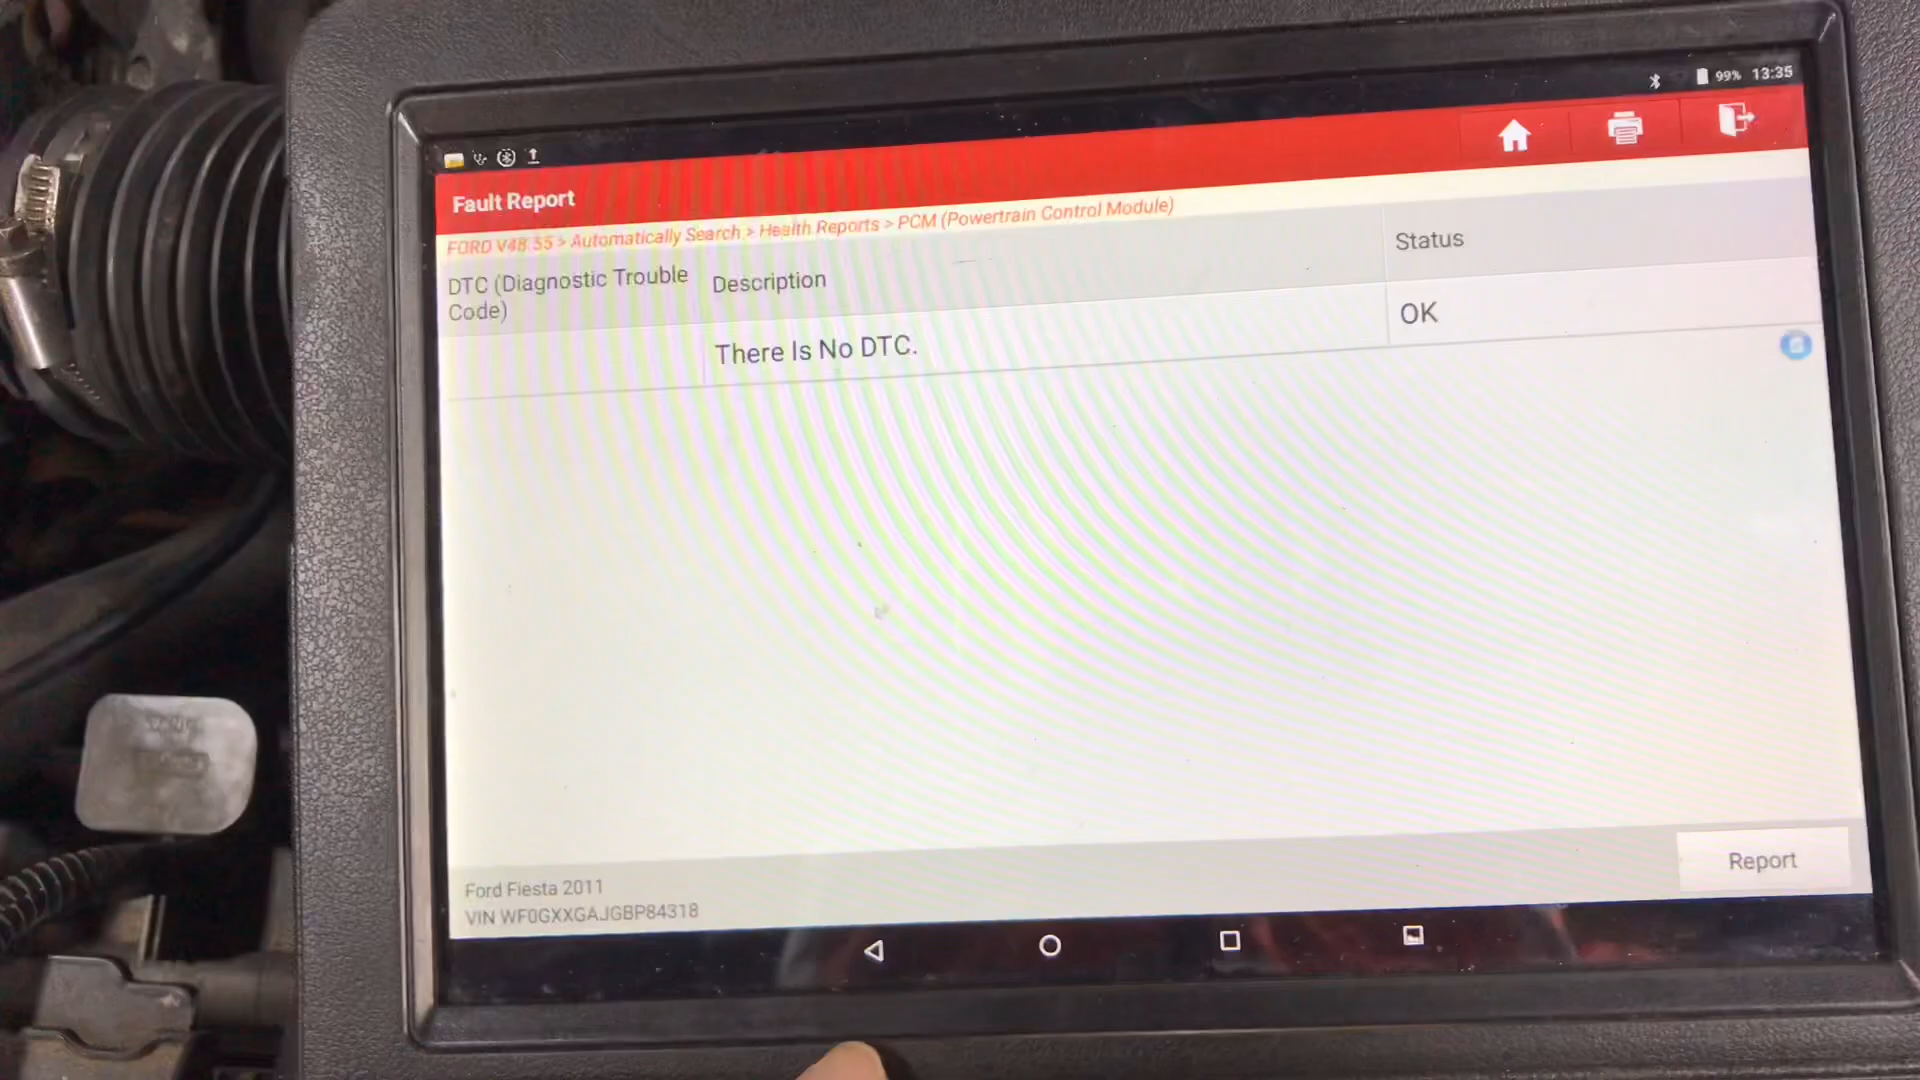 99% 13:35
Fault Report
FORD V48.55 > Automatically Search > Health Reports > PCM (Powertrain Control Module)
DTC (Diagnostic Trouble
Code)
Description
Status
There Is No DTC.
OK
Report
Ford Fiesta 2011
VIN WF0GXXGAJGBP84318